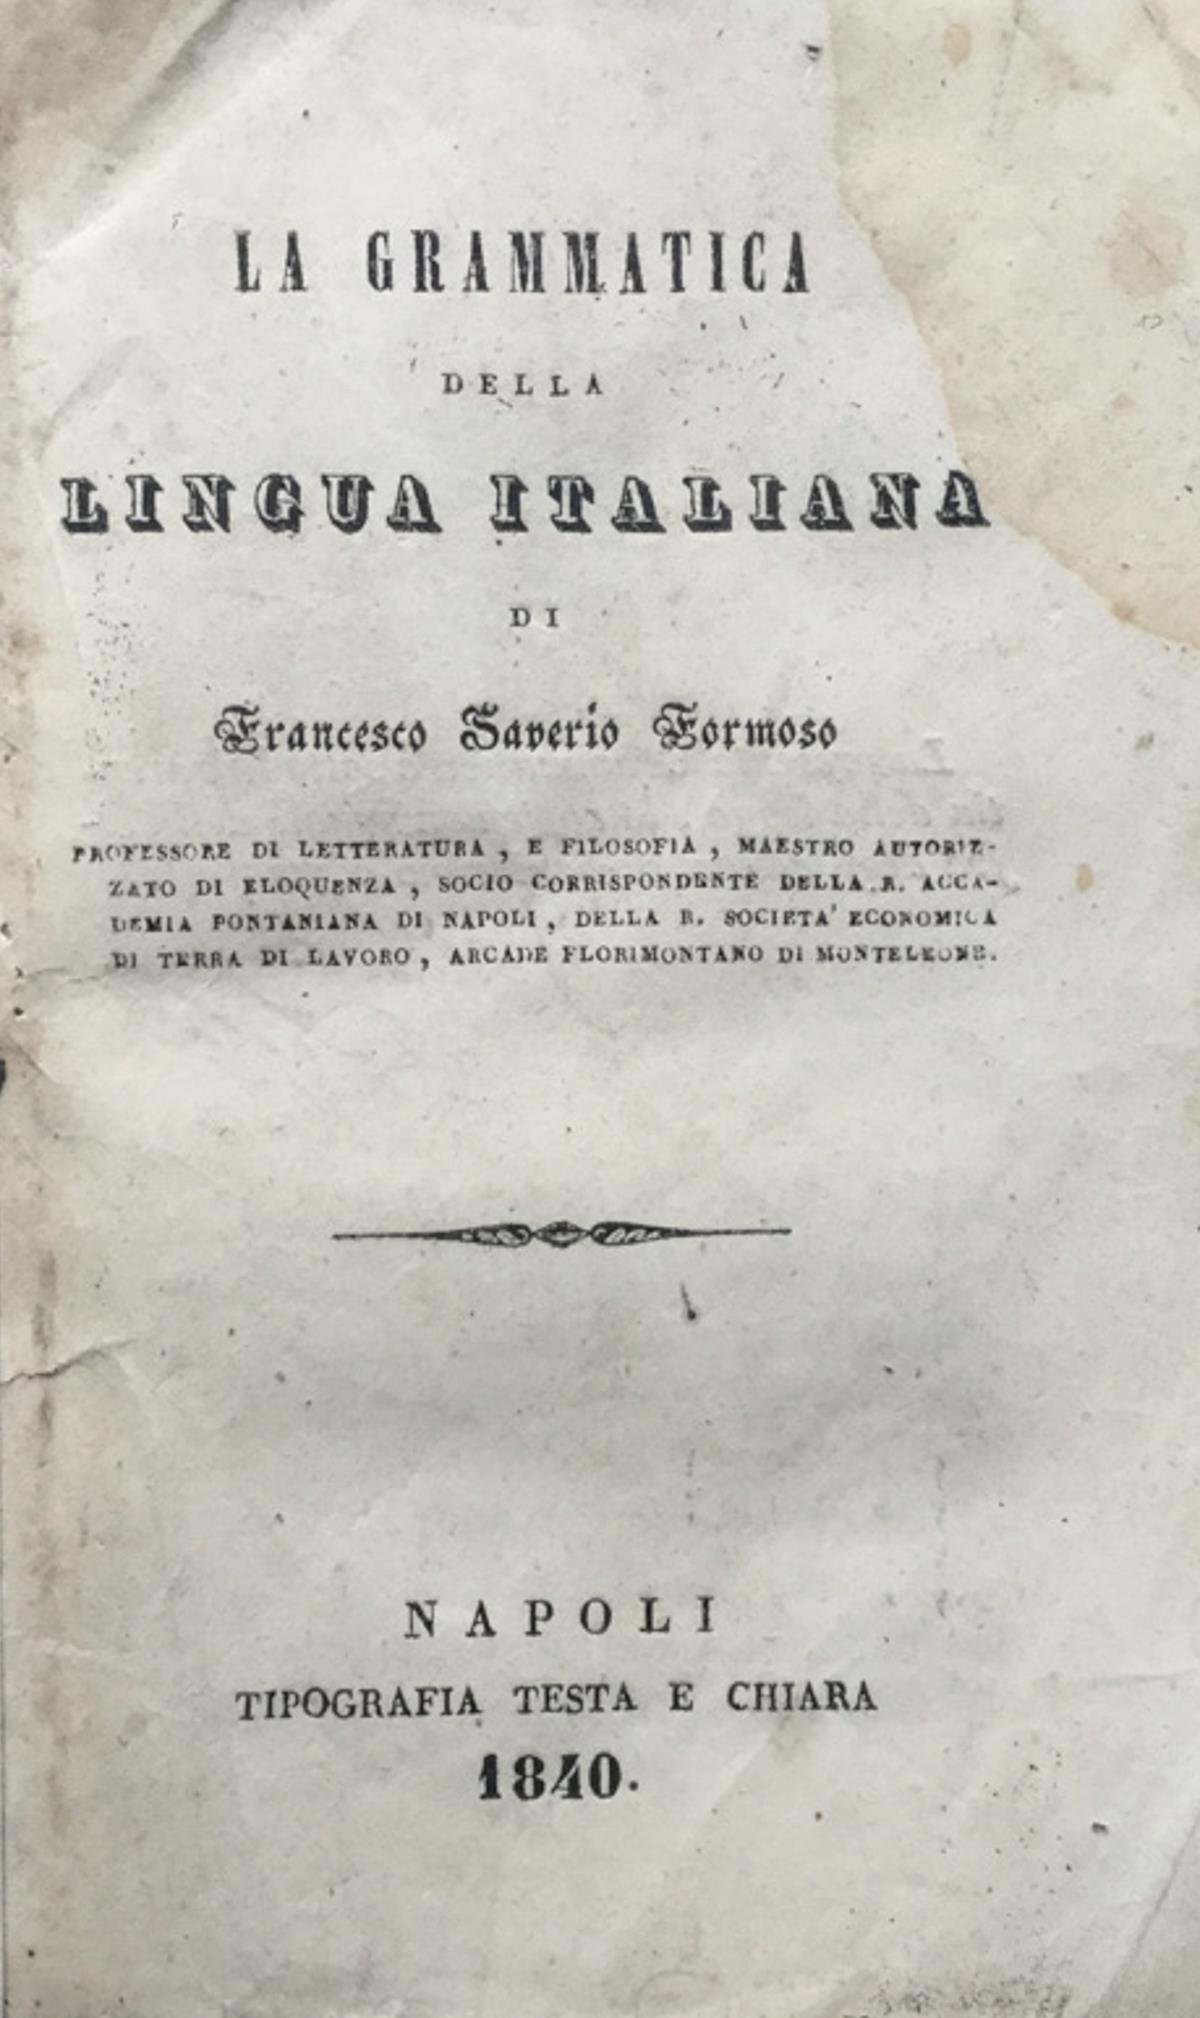 LA GRAMMATICA
DELLA
LINGUA ITALIANA
DI
Francesco Saverio Formoso
PROFESSORE DI LETTERATURA, E FILOSOFIA, MAESTRO AUTORIZ-
ZATO DI ELOQUENZA, SOCIO CORRISPONDENTE DELLA R. ACCA-
DEMIA PONTANIANA DI NAPOLI, DELLA R. SOCIETA' ECONOMICA
DI TERRA DI LAVORO, ARCADE FLORIMONTANO DI MONTELEONE.
NAPOLI
TIPOGRAFIA TESTA E CHIARA
1840.